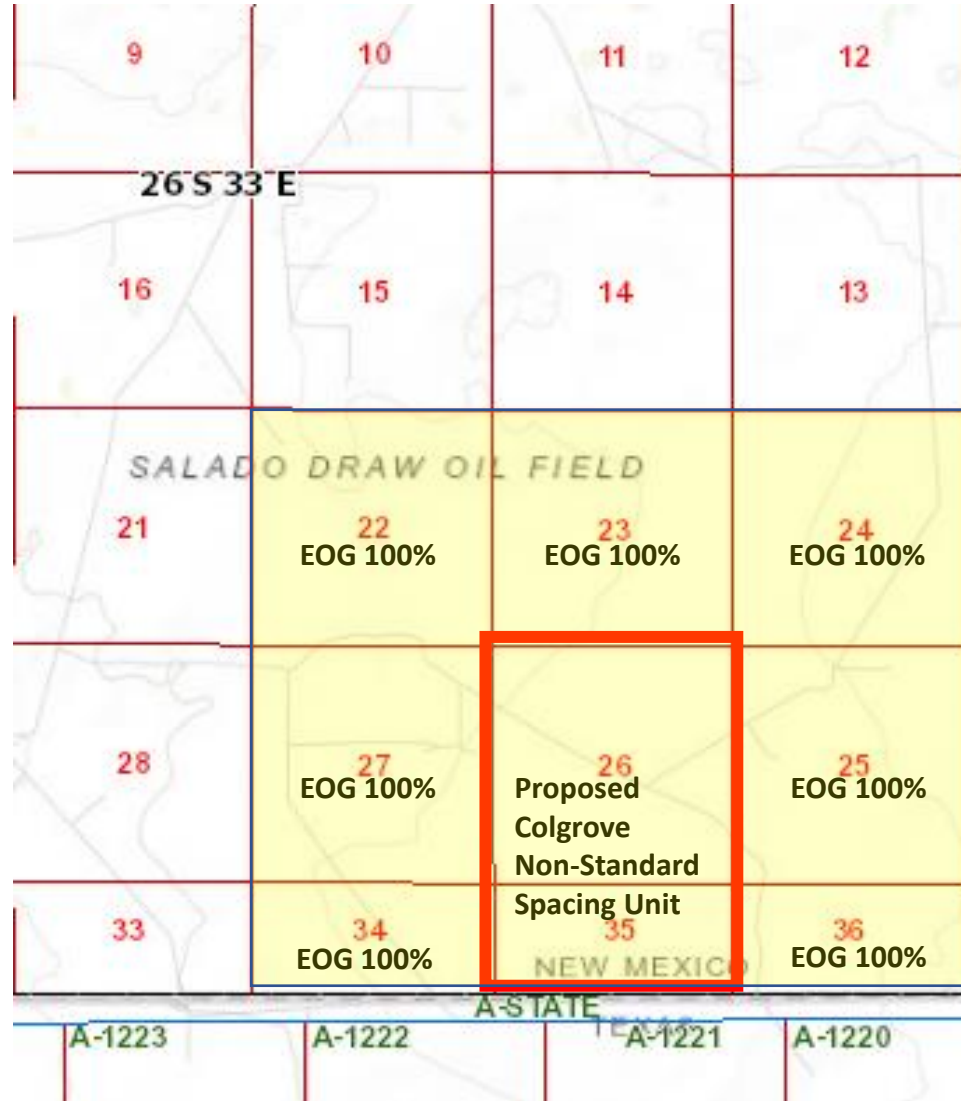 9
10
11
12
26 S 33 E
16
15
14
13
SALADO DRAW OIL FIELD
21
22
23
24
EOG 100%
EOG 100%
EOG 100%
28
27
26
25
EOG 100%
Proposed
Colgrove
Non-Standard
Spacing Unit
EOG 100%
33
34
35
36
EOG 100%
NEW MEXICO
EOG 100%
A-STATE
TEXAS
A-1223
A-1222
A-1221
A-1220